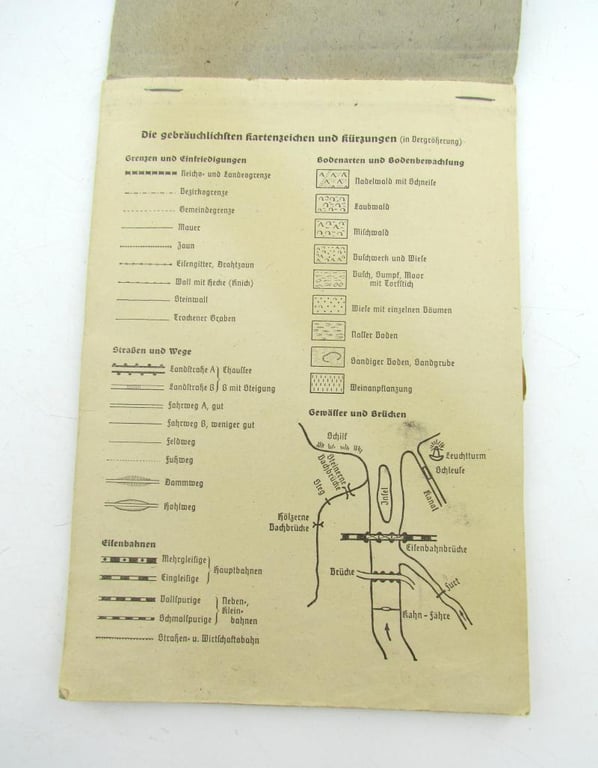 Die gebräuchlichsten Kartenzeichen und Kürzungen (in Vergrößerung)
Grenzen und Einfriedigungen
Reichs- und Landesgrenze
Bezirksgrenze
Gemeindegrenze
Mauer
Zaun
Eisengitter, Drahtzaun
Wall mit Hecke (Knick)
Steinwall
Trockener Graben
Straßen und Wege
Landstraße A } Chaussee
Landstraße B } B mit Steigung
Fahrweg A, gut
Fahrweg B, weniger gut
Feldweg
Fußweg
Dammweg
Hohlweg
Eisenbahnen
Mehrgleisige
Eingleisige
} Hauptbahnen
Vollspurige
Schmalspurige
} Neben-,
Klein-
bahnen
Straßen- u. Wirtschaftsbahn
Bodenarten und Bodenbewachsung
Nadelwald mit Schneise
Laubwald
Mischwald
Buschwerk und Wiese
Busch, Sumpf, Moor
mit Torfstich
Wiese mit einzelnen Bäumen
Nasser Boden
Sandiger Boden, Sandgrube
Weinanpflanzung
Gewässer und Brücken
Schilf
Steinerne
Bachbrücke
Steg
Hölzerne
Bachbrücke
Insel
Leuchtturm
Schleuse
Kanal
Eisenbahnbrücke
Brücke
Furt
Kahn-Fähre